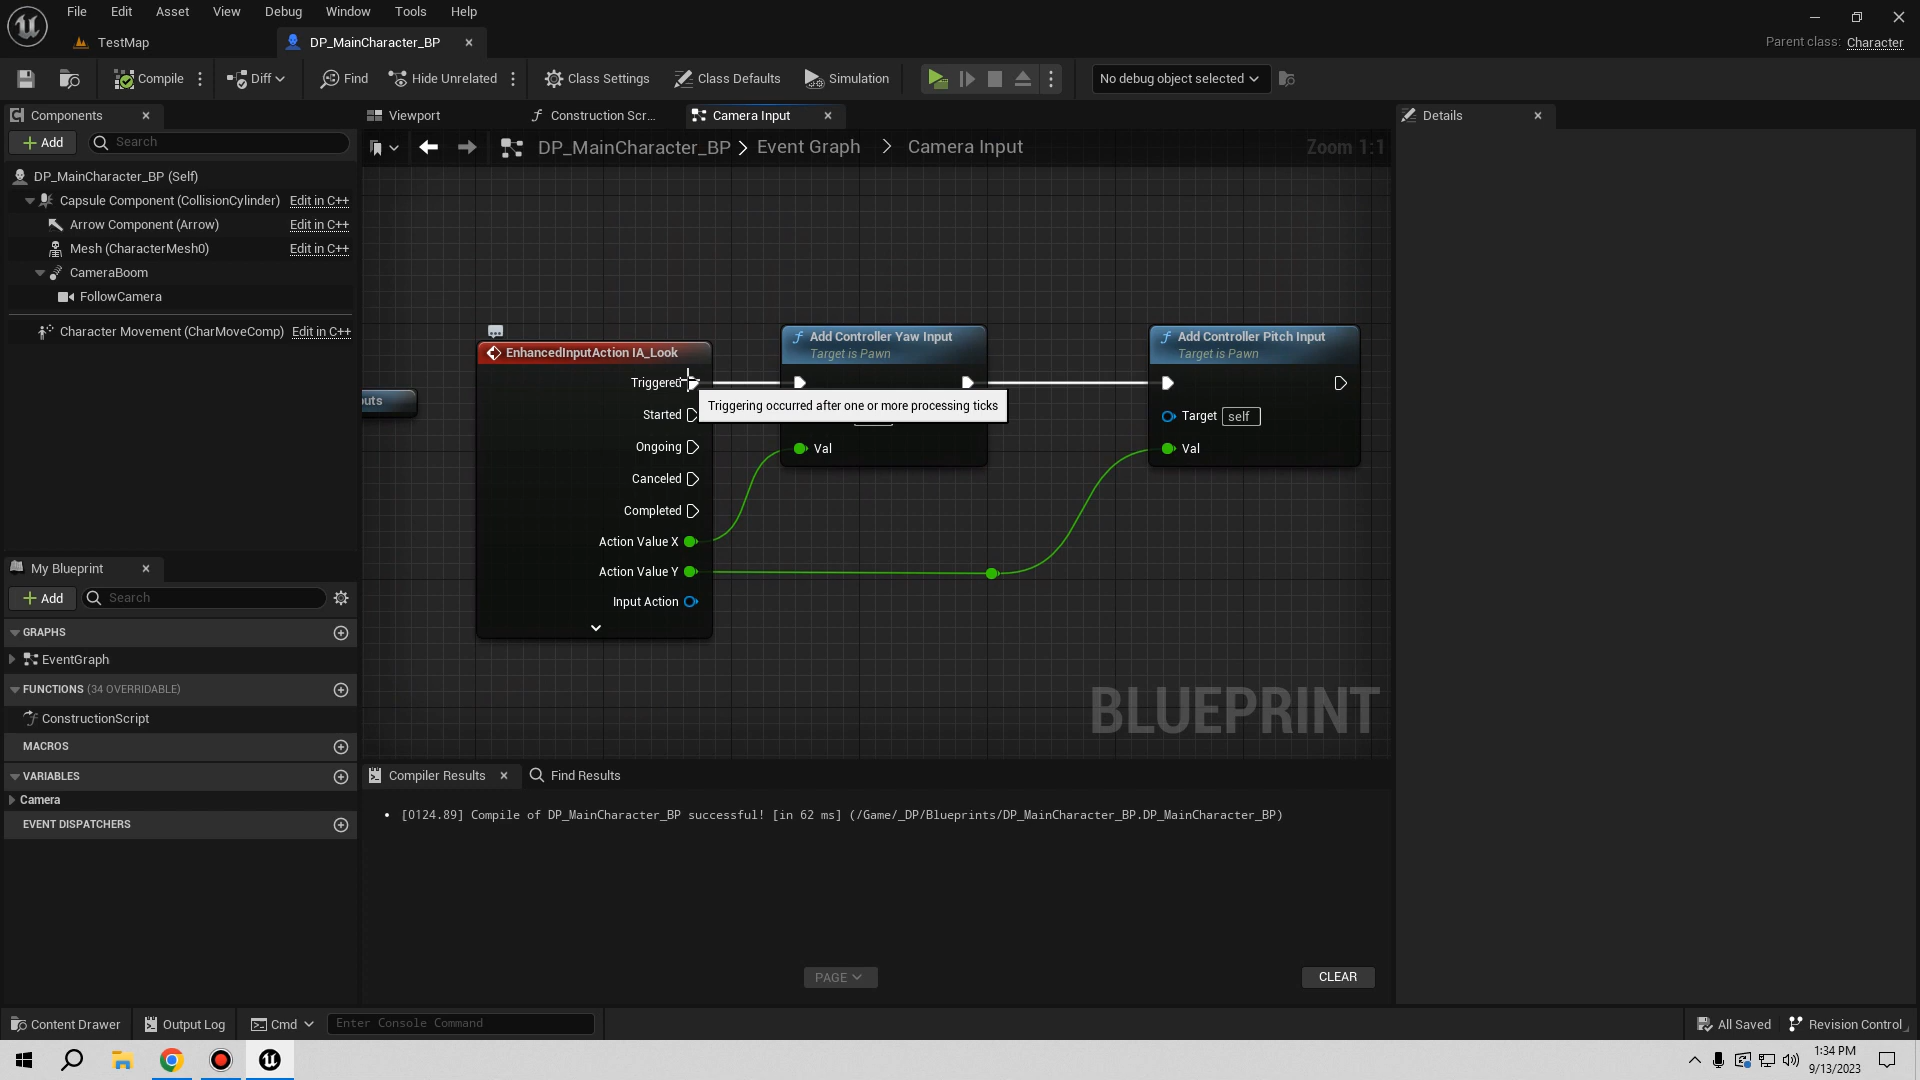 File Edit Asset View Debug Window Tools Help
TestMap
DP_MainCharacter_BP
Parent class: Character
Compile
Diff
Find
Hide Unrelated
Class Settings
Class Defaults
Simulation
No debug object selected
Components
Add
Search
DP_MainCharacter_BP (Self)
Capsule Component (CollisionCylinder) Edit in C++
Arrow Component (Arrow) Edit in C++
Mesh (CharacterMesh0) Edit in C++
CameraBoom
FollowCamera
Character Movement (CharMoveComp) Edit in C++
My Blueprint
Add
Search
GRAPHS
EventGraph
FUNCTIONS (34 OVERRIDABLE)
ConstructionScript
MACROS
VARIABLES
Camera
EVENT DISPATCHERS
Viewport
Construction Scr...
Camera Input
DP_MainCharacter_BP > Event Graph > Camera Input
Zoom 1:1
uts
EnhancedInputAction IA_Look
Triggered
Started
Ongoing
Canceled
Completed
Action Value X
Action Value Y
Input Action
Triggering occurred after one or more processing ticks
Add Controller Yaw Input
Target is Pawn
Val
Add Controller Pitch Input
Target is Pawn
Target self
Val
BLUEPRINT
Compiler Results
Find Results
[0124.89] Compile of DP_MainCharacter_BP successful! [in 62 ms] (/Game/_DP/Blueprints/DP_MainCharacter_BP.DP_MainCharacter_BP)
PAGE
CLEAR
Details
Content Drawer
Output Log
Cmd
Enter Console Command
All Saved
Revision Control
1:34 PM
9/13/2023